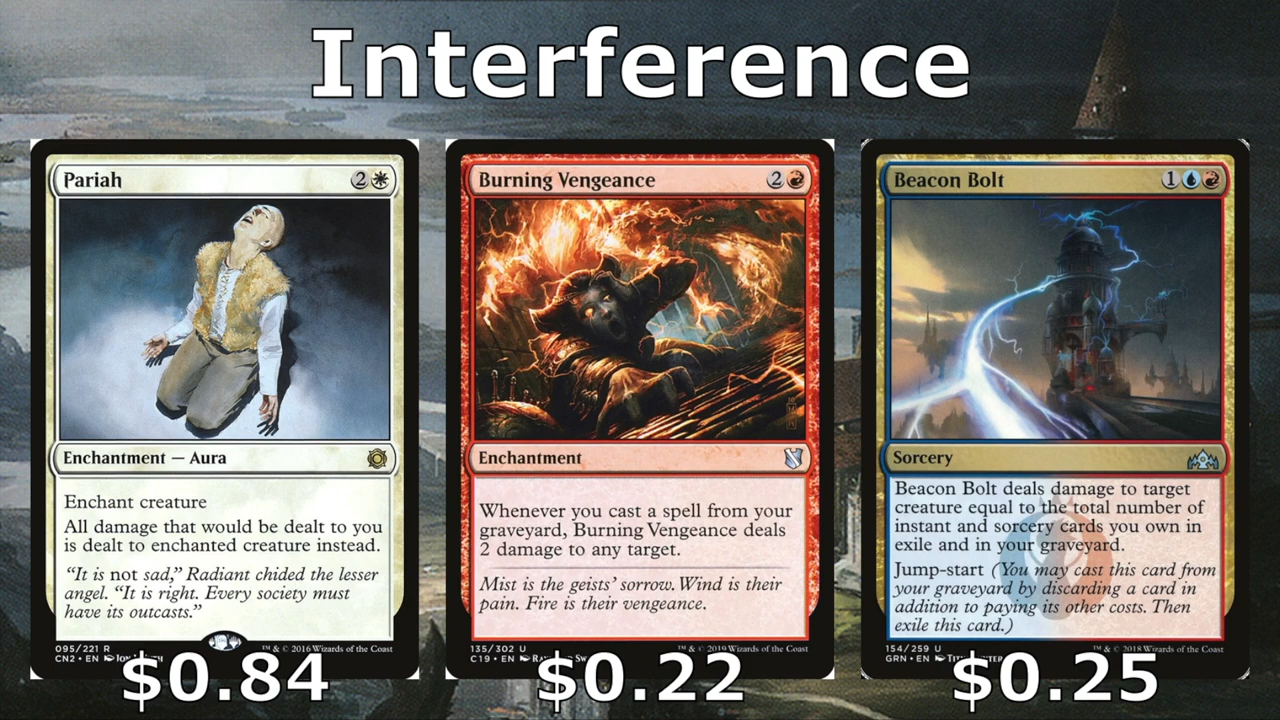 Interference
Pariah 2
Enchantment — Aura
Enchant creature
All damage that would be dealt to you
is dealt to enchanted creature instead.
“It is not sad,” Radiant chided the lesser
angel. “It is right. Every society must
have its outcasts.”
095/221 R ™ & © 2016 Wizards of the Coast
CN2 • EN
$0.84
Burning Vengeance 2
Enchantment
Whenever you cast a spell from your
graveyard, Burning Vengeance deals
2 damage to any target.
Mist is the geists’ sorrow. Wind is their
pain. Fire is their vengeance.
135/302 U ™ & © 2019 Wizards of the Coast
C19 • EN
$0.22
Beacon Bolt 1
Sorcery
Beacon Bolt deals damage to target
creature equal to the total number of
instant and sorcery cards you own in
exile and in your graveyard.
Jump-start (You may cast this card from
your graveyard by discarding a card in
addition to paying its other costs. Then
exile this card.)
154/259 U ™ & © 2018 Wizards of the Coast
GRN • EN
$0.25